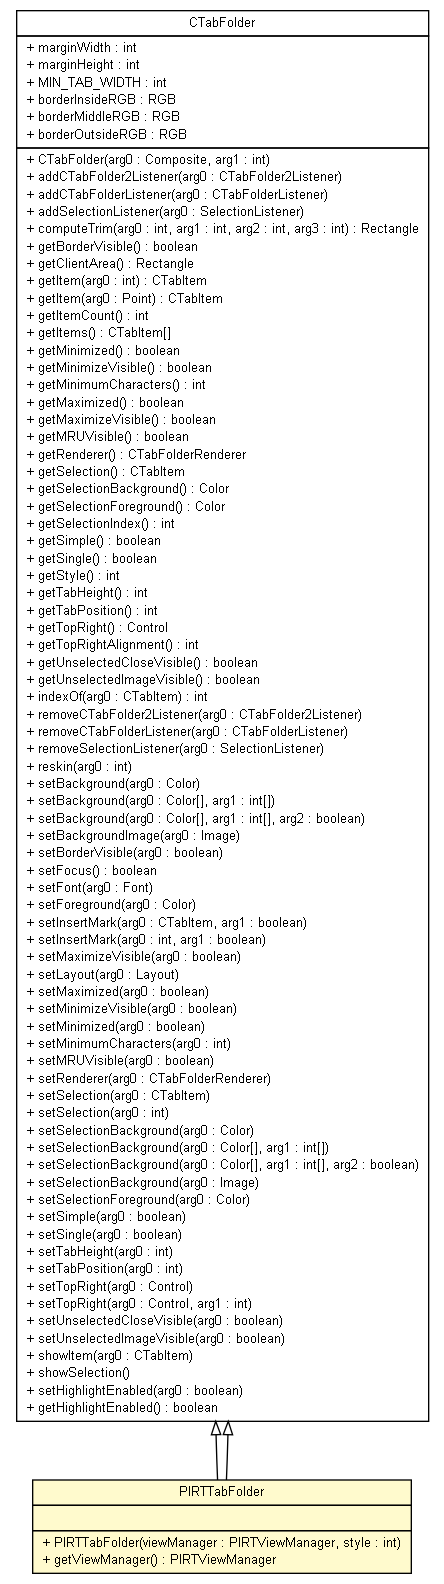 CTabFolder
+ marginWidth : int
+ marginHeight : int
+ MIN_TAB_WIDTH : int
+ borderInsideRGB : RGB
+ borderMiddleRGB : RGB
+ borderOutsideRGB : RGB
+ CTabFolder(arg0 : Composite, arg1 : int)
+ addCTabFolder2Listener(arg0 : CTabFolder2Listener)
+ addCTabFolderListener(arg0 : CTabFolderListener)
+ addSelectionListener(arg0 : SelectionListener)
+ computeTrim(arg0 : int, arg1 : int, arg2 : int, arg3 : int) : Rectangle
+ getBorderVisible() : boolean
+ getClientArea() : Rectangle
+ getItem(arg0 : int) : CTabItem
+ getItem(arg0 : Point) : CTabItem
+ getItemCount() : int
+ getItems() : CTabItem[]
+ getMinimized() : boolean
+ getMinimizeVisible() : boolean
+ getMinimumCharacters() : int
+ getMaximized() : boolean
+ getMaximizeVisible() : boolean
+ getMRUVisible() : boolean
+ getRenderer() : CTabFolderRenderer
+ getSelection() : CTabItem
+ getSelectionBackground() : Color
+ getSelectionForeground() : Color
+ getSelectionIndex() : int
+ getSimple() : boolean
+ getSingle() : boolean
+ getStyle() : int
+ getTabHeight() : int
+ getTabPosition() : int
+ getTopRight() : Control
+ getTopRightAlignment() : int
+ getUnselectedCloseVisible() : boolean
+ getUnselectedImageVisible() : boolean
+ indexOf(arg0 : CTabItem) : int
+ removeCTabFolder2Listener(arg0 : CTabFolder2Listener)
+ removeCTabFolderListener(arg0 : CTabFolderListener)
+ removeSelectionListener(arg0 : SelectionListener)
+ reskin(arg0 : int)
+ setBackground(arg0 : Color)
+ setBackground(arg0 : Color[], arg1 : int[])
+ setBackground(arg0 : Color[], arg1 : int[], arg2 : boolean)
+ setBackgroundImage(arg0 : Image)
+ setBorderVisible(arg0 : boolean)
+ setFocus() : boolean
+ setFont(arg0 : Font)
+ setForeground(arg0 : Color)
+ setInsertMark(arg0 : CTabItem, arg1 : boolean)
+ setInsertMark(arg0 : int, arg1 : boolean)
+ setMaximizeVisible(arg0 : boolean)
+ setLayout(arg0 : Layout)
+ setMaximized(arg0 : boolean)
+ setMinimizeVisible(arg0 : boolean)
+ setMinimized(arg0 : boolean)
+ setMinimumCharacters(arg0 : int)
+ setMRUVisible(arg0 : boolean)
+ setRenderer(arg0 : CTabFolderRenderer)
+ setSelection(arg0 : CTabItem)
+ setSelection(arg0 : int)
+ setSelectionBackground(arg0 : Color)
+ setSelectionBackground(arg0 : Color[], arg1 : int[])
+ setSelectionBackground(arg0 : Color[], arg1 : int[], arg2 : boolean)
+ setSelectionBackground(arg0 : Image)
+ setSelectionForeground(arg0 : Color)
+ setSimple(arg0 : boolean)
+ setSingle(arg0 : boolean)
+ setTabHeight(arg0 : int)
+ setTabPosition(arg0 : int)
+ setTopRight(arg0 : Control)
+ setTopRight(arg0 : Control, arg1 : int)
+ setUnselectedCloseVisible(arg0 : boolean)
+ setUnselectedImageVisible(arg0 : boolean)
+ showItem(arg0 : CTabItem)
+ showSelection()
+ setHighlightEnabled(arg0 : boolean)
+ getHighlightEnabled() : boolean
PIRTTabFolder
+ PIRTTabFolder(viewManager : PIRTViewManager, style : int)
+ getViewManager() : PIRTViewManager